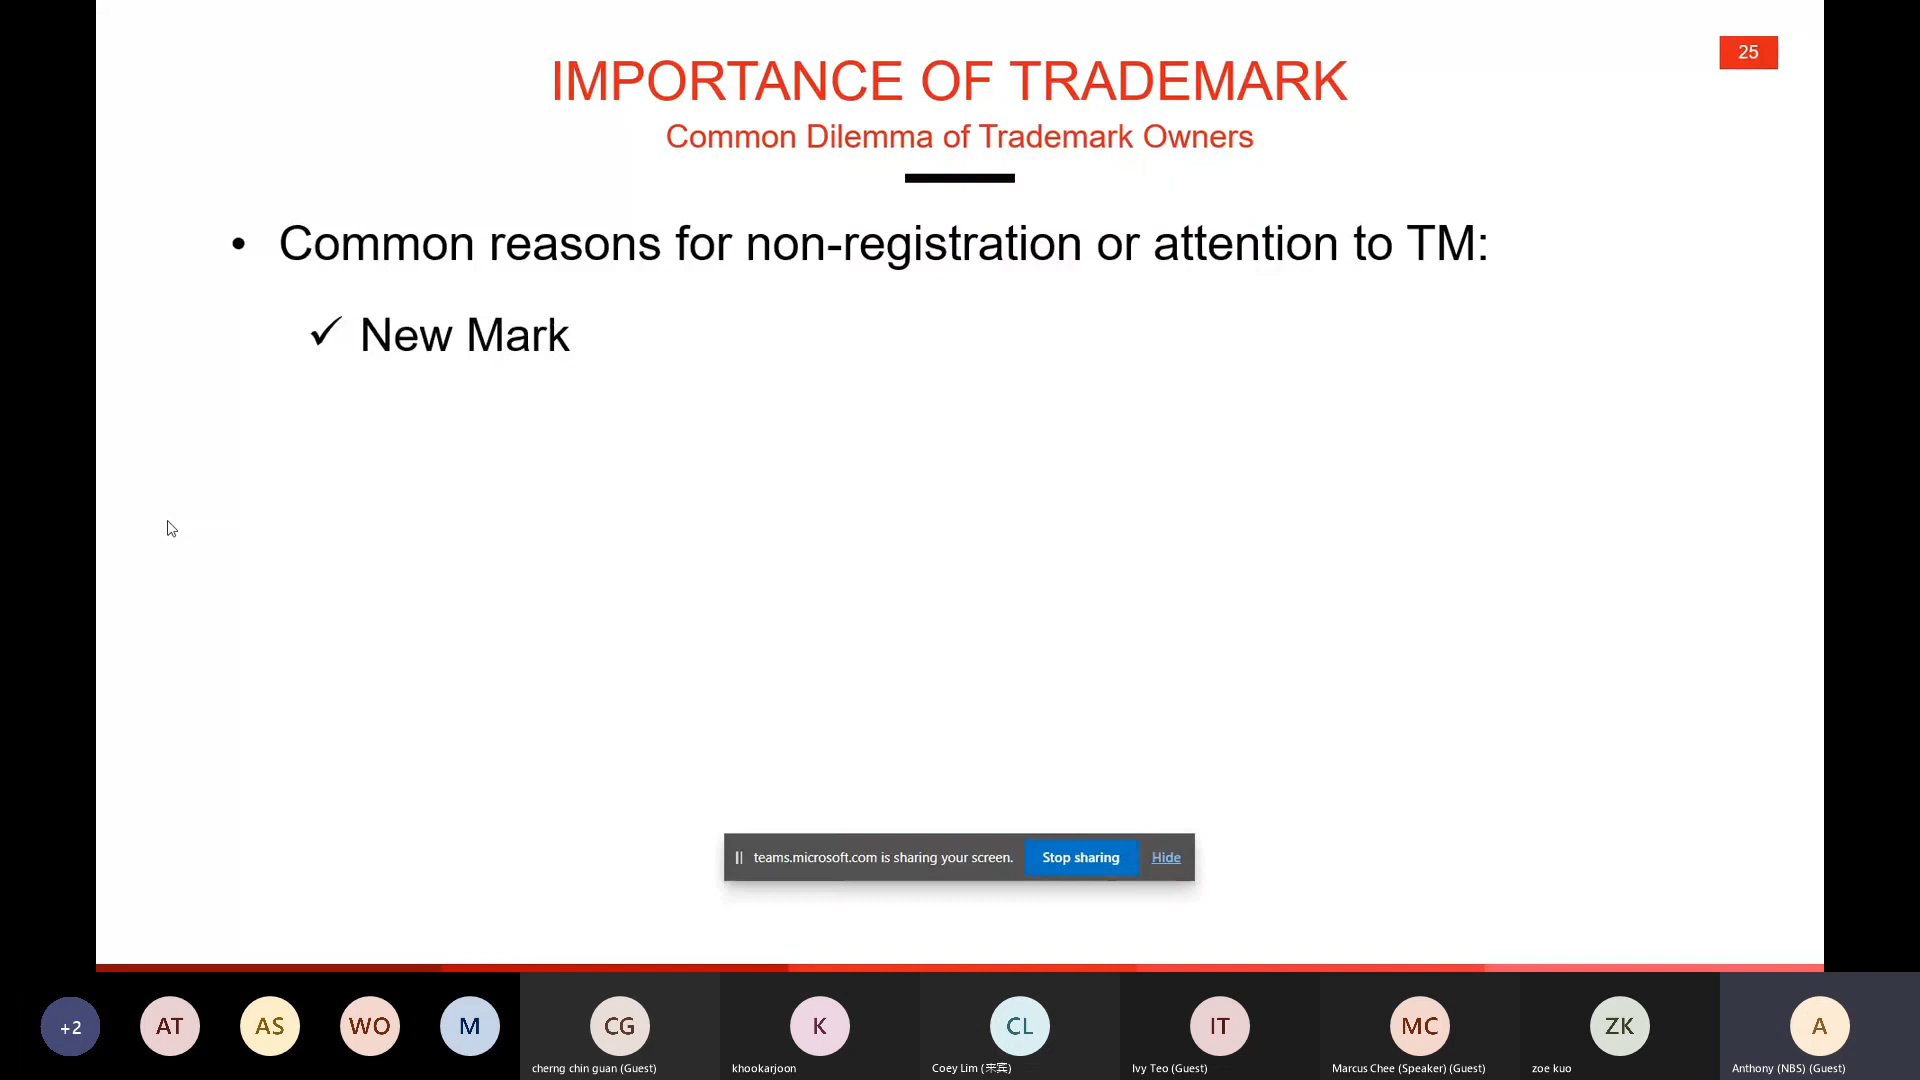 25
IMPORTANCE OF TRADEMARK
Common Dilemma of Trademark Owners
• Common reasons for non-registration or attention to TM:
✓ New Mark
teams.microsoft.com is sharing your screen. Stop sharing Hide
+2 AT AS WO M CG K CL IT MC ZK A
cherng chin guan (Guest) khookarjoon Coey Lim (来宾) Ivy Teo (Guest) Marcus Chee (Speaker) (Guest) zoe kuo Anthony (NBS) (Guest)